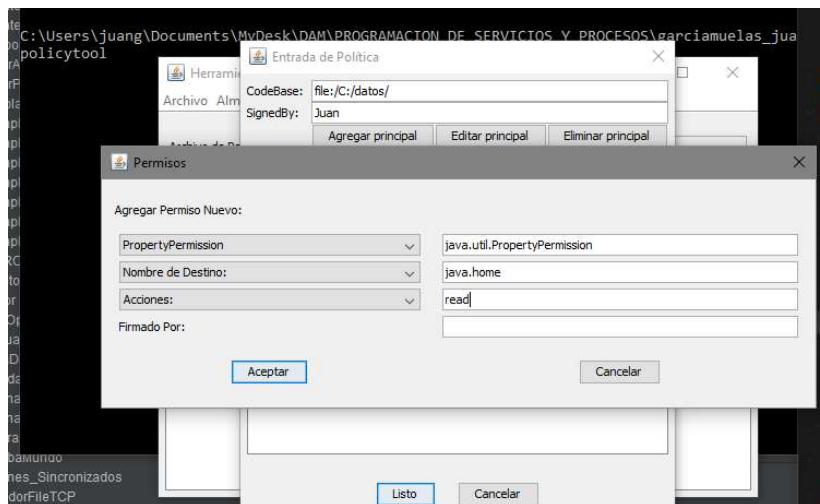 C:\Users\juang\Documents\MyDesk\DAM\PROGRAMACION DE SERVICIOS Y PROCESOS\garciamuelas_jua
policytool
Entrada de Política
Herrami
CodeBase: file:/C:/datos/
Archivo Alm
SignedBy: Juan
Agregar principal Editar principal Eliminar principal
Permisos
Agregar Permiso Nuevo:
PropertyPermission java.util.PropertyPermission
Nombre de Destino: java.home
Acciones: read
Firmado Por:
Aceptar Cancelar
baMundo
nes_Sincronizados
dorFileTCP
Listo Cancelar